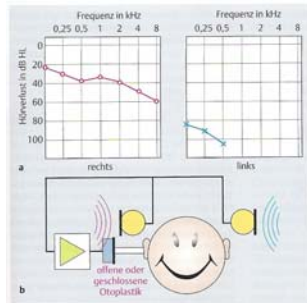 Frequenz in kHz
0,25 0,5 1 2 4 8
Frequenz in kHz
0,25 0,5 1 2 4 8
Hörverlust in dB HL
0
20
40
60
80
100
a
rechts
links
offene oder
geschlossene
Otoplastik
b